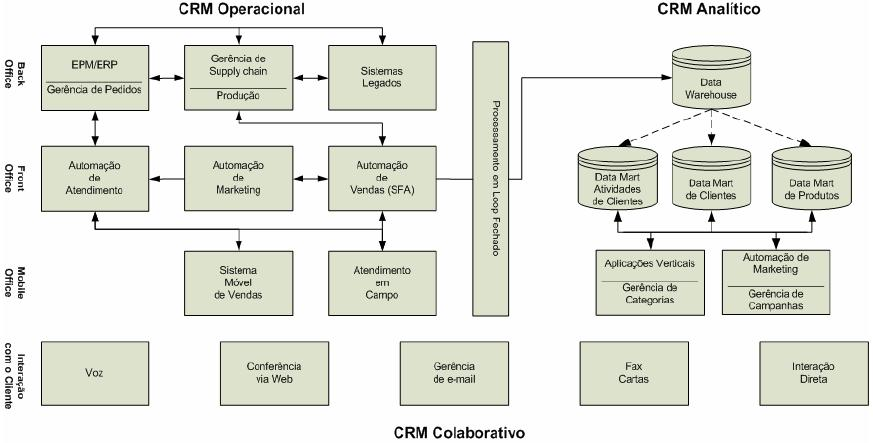 CRM Operacional
CRM Analítico
Back
Office
EPM/ERP
Gerência de Pedidos
Gerência de
Supply chain
Produção
Sistemas
Legados
Front
Office
Automação
de
Atendimento
Automação
de
Marketing
Automação
de
Vendas (SFA)
Mobile
Office
Sistema
Móvel
de Vendas
Atendimento
em
Campo
Processamento em Loop Fechado
Data
Warehouse
Data Mart
Atividades
de Clientes
Data Mart
de Clientes
Data Mart
de Produtos
Aplicações Verticais
Gerência de
Categorias
Automação de
Marketing
Gerência de
Campanhas
Interação
com o Cliente
Voz
Conferência
via Web
Gerência
de e-mail
Fax
Cartas
Interação
Direta
CRM Colaborativo